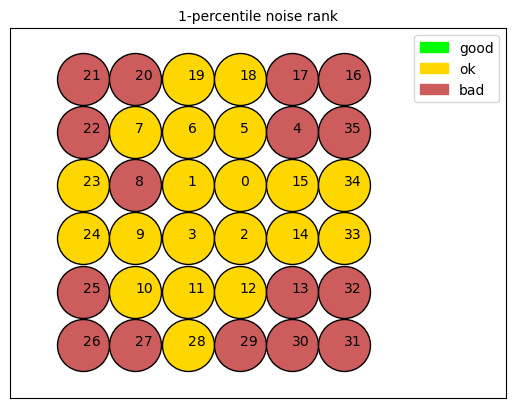 1-percentile noise rank
good
ok
bad
21 20 19 18 17 16
22 7 6 5 4 35
23 8 1 0 15 34
24 9 3 2 14 33
25 10 11 12 13 32
26 27 28 29 30 31